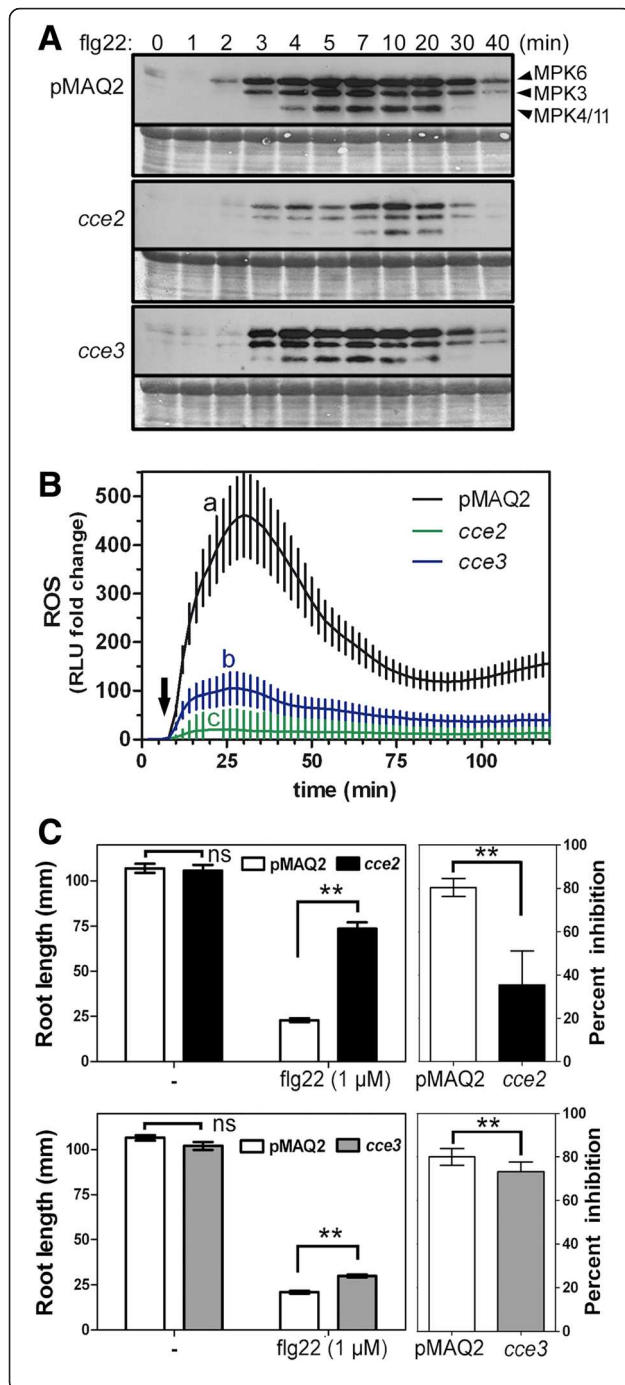 A
flg22: 0 1 2 3 4 5 7 10 20 30 40 (min)
pMAQ2
MPK6
MPK3
MPK4/11
cce2
cce3
B
ROS
(RLU fold change)
500
400
300
200
100
0
a
b
c
pMAQ2
cce2
cce3
0 25 50 75 100
time (min)
C
Root length (mm)
100
75
50
25
0
ns
pMAQ2 cce2
**
- flg22 (1 µM)
**
100
80
60
40
20
0
Percent inhibition
pMAQ2 cce2
Root length (mm)
100
75
50
25
0
ns
pMAQ2 cce3
**
- flg22 (1 µM)
**
100
80
60
40
20
0
Percent inhibition
pMAQ2 cce3